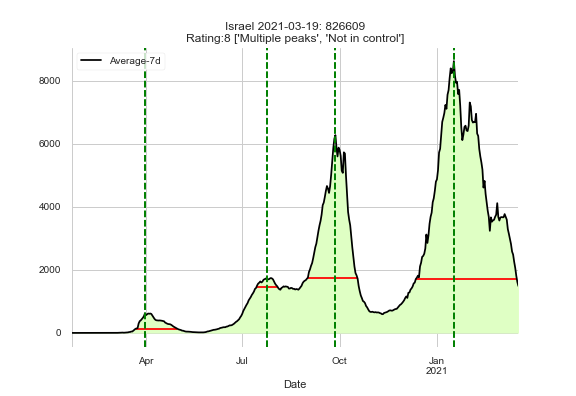 Israel 2021-03-19: 826609
Rating:8 ['Multiple peaks', 'Not in control']
Average-7d
8000
6000
4000
2000
0
Apr
Jul
Oct
Jan
2021
Date